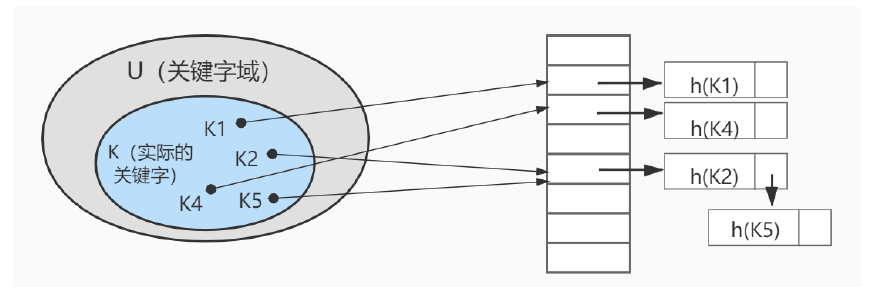 U（关键字域）
K1
h(K1)
K（实际的
关键字）
K2
h(K4)
K4
K5
h(K2)
h(K5)